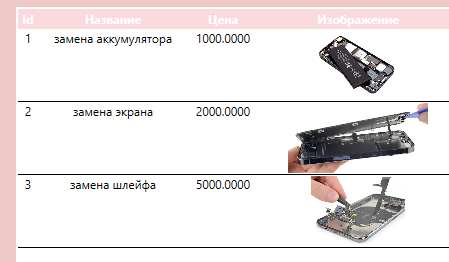 Id Название Цена Изображение
1 замена аккумулятора 1000.0000
2 замена экрана 2000.0000
3 замена шлейфа 5000.0000